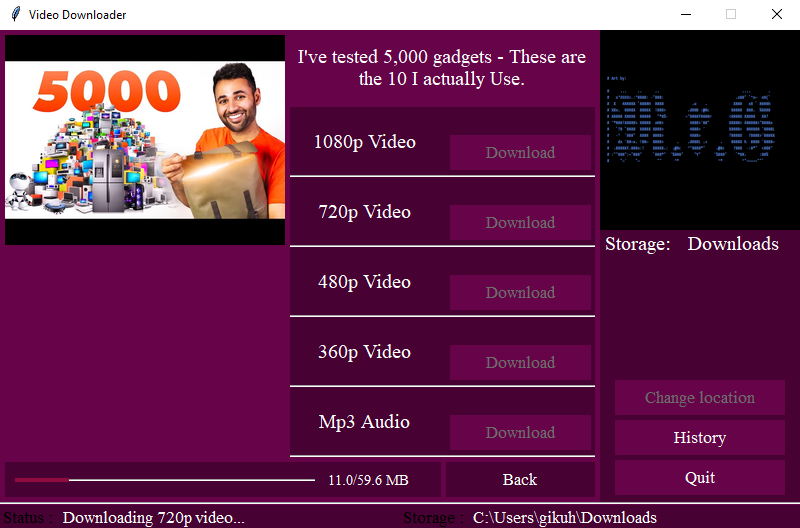 Video Downloader
5000
I've tested 5,000 gadgets - These are
the 10 I actually Use.
1080p Video
Download
720p Video
Download
480p Video
Download
360p Video
Download
Mp3 Audio
Download
# Art by:
Storage: Downloads
Change location
History
Quit
11.0/59.6 MB
Back
Status : Downloading 720p video...
Storage : C:\Users\gikuh\Downloads